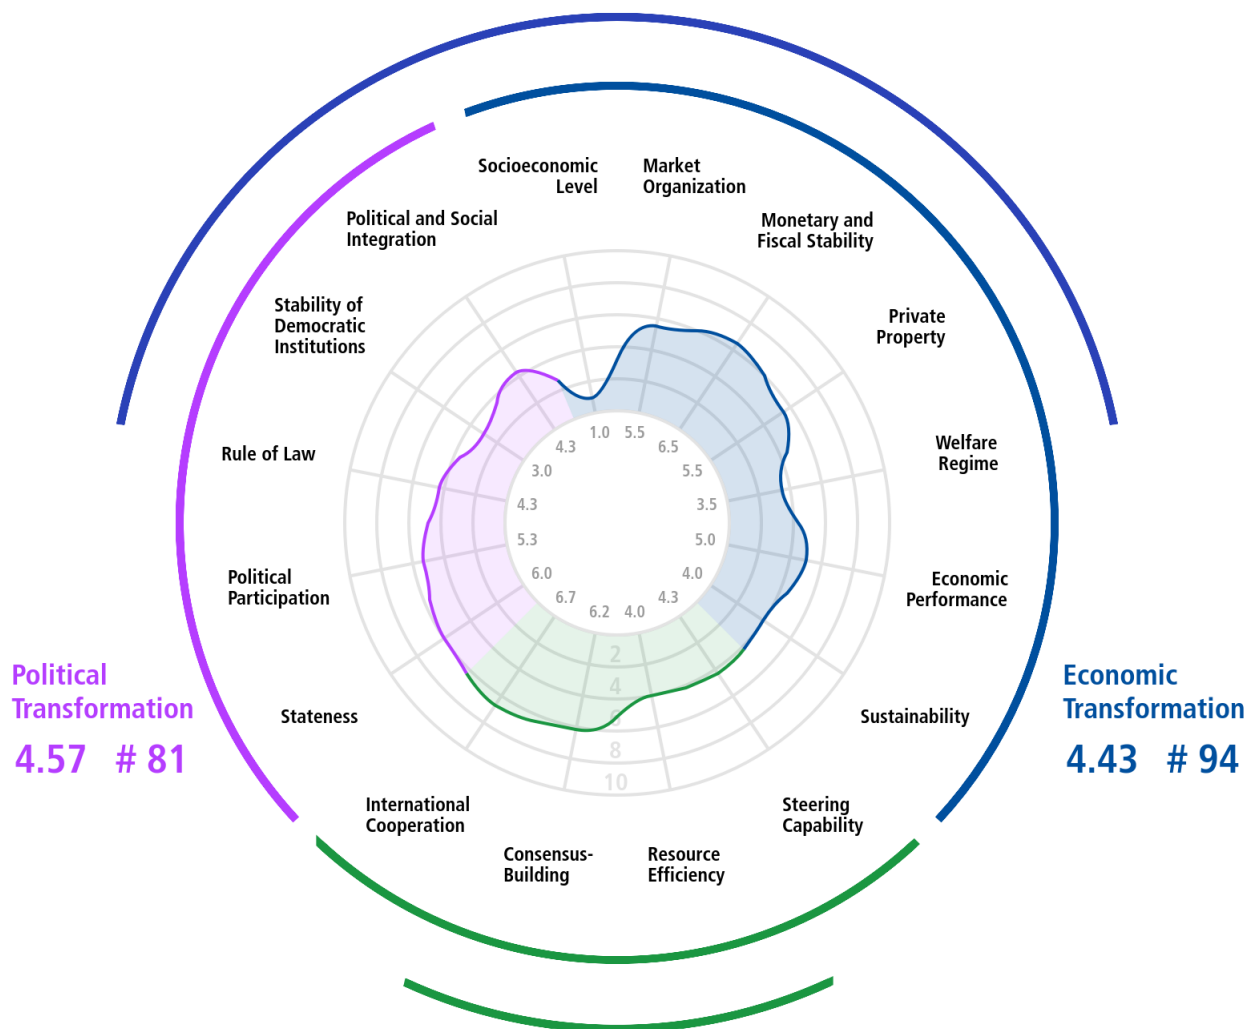 Socioeconomic
Level
Market
Organization
Political and Social
Integration
Monetary and
Fiscal Stability
Stability of
Democratic
Institutions
Private
Property
Rule of Law
Welfare
Regime
Political
Participation
Economic
Performance
Stateness
Sustainability
International
Cooperation
Steering
Capability
Consensus-
Building
Resource
Efficiency
4.3
1.0
5.5
6.5
3.0
5.5
4.3
3.5
5.3
5.0
6.0
4.0
6.7
6.2
4.0
4.3
2
4
6
8
10
Political
Transformation
4.57 # 81
Economic
Transformation
4.43 # 94